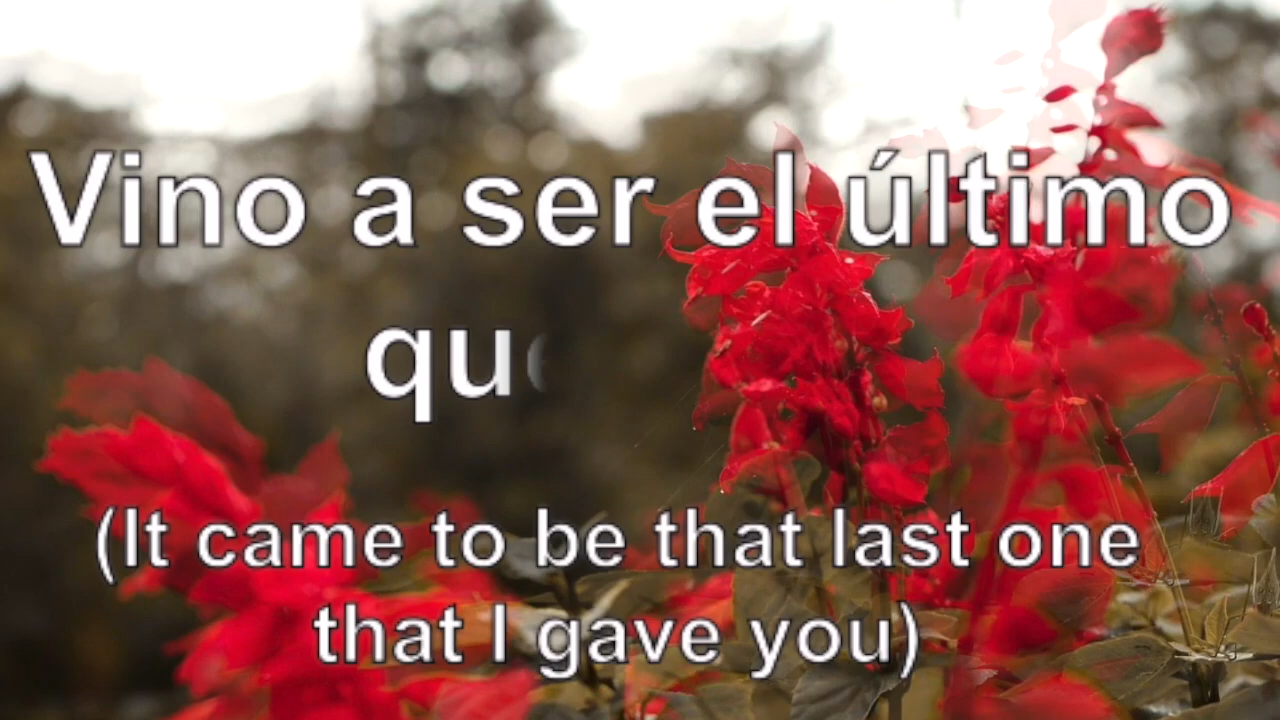 Vino a ser el último
que
(It came to be that last one
that I gave you)